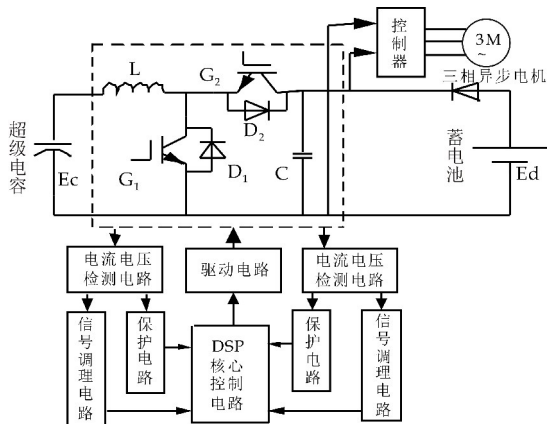 控制器
3M
~
三相异步电机
L
G2
D2
超级电容
Ec
G1
D1
C
蓄电池
Ed
电流电压
检测电路
驱动电路
电流电压
检测电路
信号调理电路
保护电路
DSP
核心
控制
电路
保护电路
信号调理电路